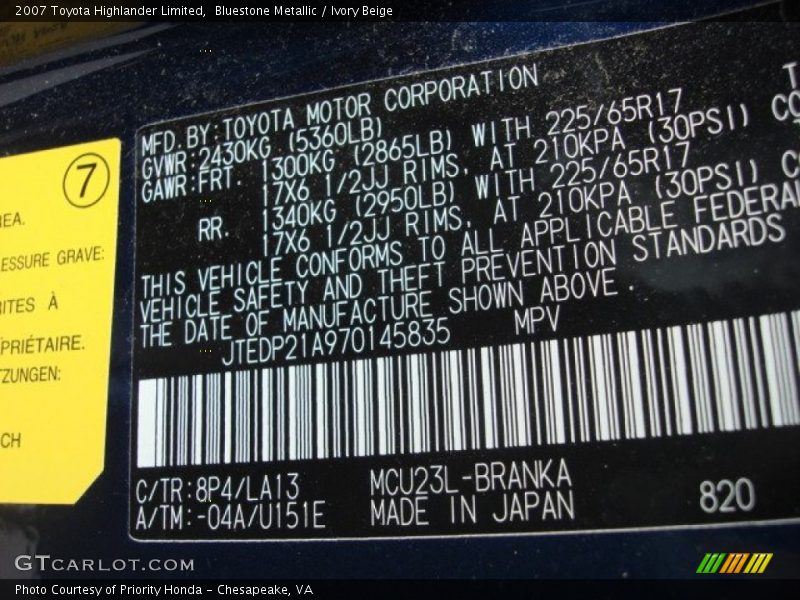 2007 Toyota Highlander Limited, Bluestone Metallic / Ivory Beige
7
ESSURE GRAVE:
RITES À
PRIÉTAIRE.
TZUNGEN:
CH
MFD.BY:TOYOTA MOTOR CORPORATION
GVWR:2430KG (5360LB)
GAWR:FRT. 1300KG (2865LB) WITH 225/65R17
17X6 1/2JJ RIMS, AT 210KPA (30PSI)
RR. 1340KG (2950LB) WITH 225/65R17
17X6 1/2JJ RIMS, AT 210KPA (30PSI)
THIS VEHICLE CONFORMS TO ALL APPLICABLE FEDERAL
VEHICLE SAFETY AND THEFT PREVENTION STANDARDS
THE DATE OF MANUFACTURE SHOWN ABOVE.
JTEDP21A970145835 MPV
C/TR:8P4/LA13 MCU23L-BRANKA
A/TM:-04A/U151E MADE IN JAPAN 820
GTCARLOT.COM
Photo Courtesy of Priority Honda - Chesapeake, VA